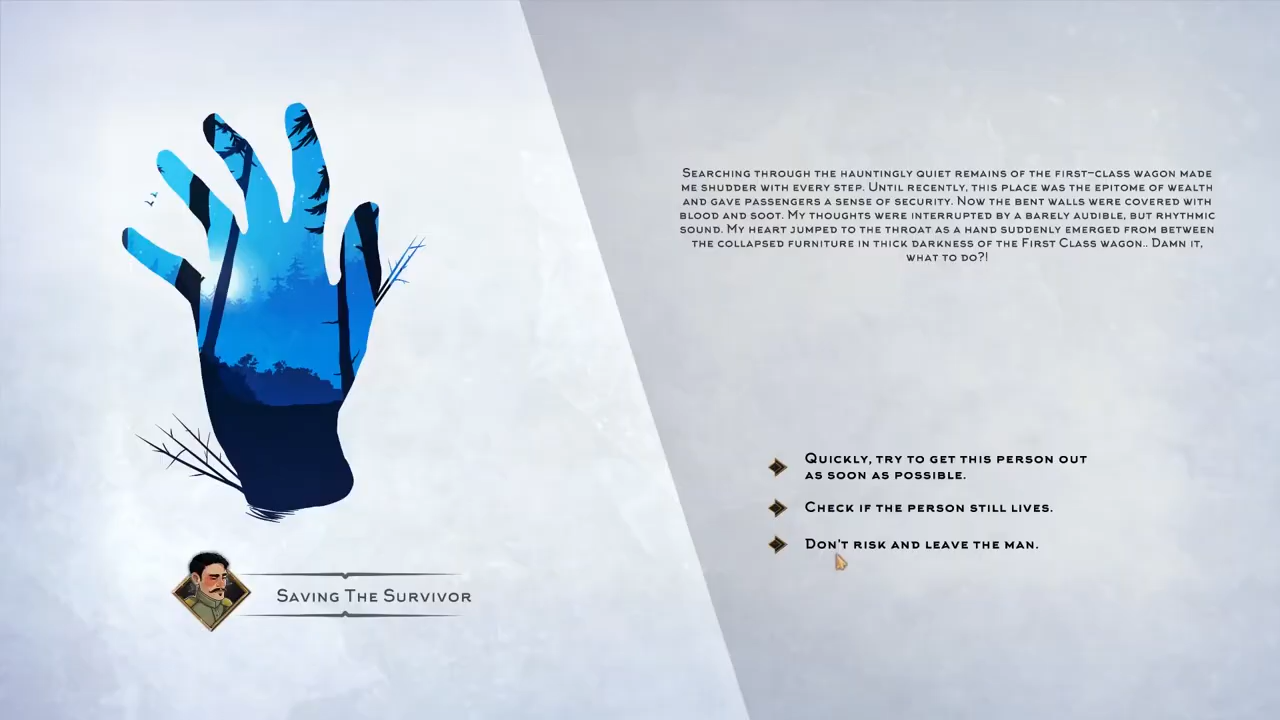 Searching through the hauntingly quiet remains of the first-class wagon made
me shudder with every step. Until recently, this place was the epitome of wealth
and gave passengers a sense of security. Now the bent walls were covered with
blood and soot. My thoughts were interrupted by a barely audible, but rhythmic
sound. My heart jumped to the throat as a hand suddenly emerged from between
the collapsed furniture in thick darkness of the First Class wagon.. Damn it,
what to do?!
Quickly, try to get this person out
as soon as possible.
Check if the person still lives.
Don't risk and leave the man.
Saving The Survivor